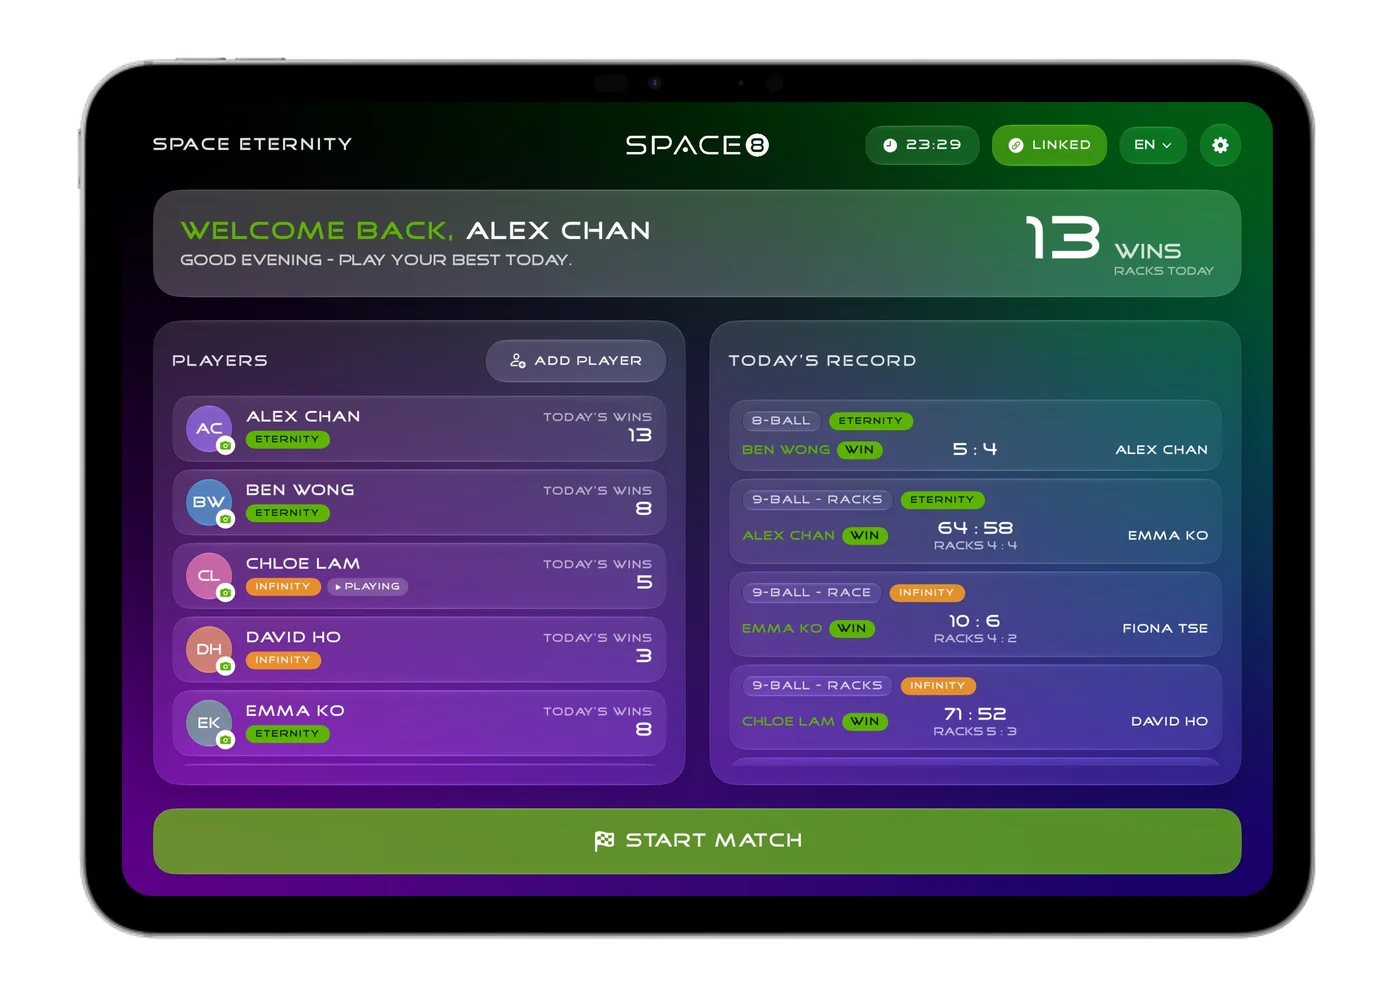 SPACE ETERNITY
SPACE8
23:29
LINKED
EN
WELCOME BACK, ALEX CHAN
GOOD EVENING - PLAY YOUR BEST TODAY.
13 WINS
RACKS TODAY
PLAYERS
ADD PLAYER
AC
ALEX CHAN
ETERNITY
TODAY'S WINS
13
BW
BEN WONG
ETERNITY
TODAY'S WINS
8
CL
CHLOE LAM
INFINITY
PLAYING
TODAY'S WINS
5
DH
DAVID HO
INFINITY
TODAY'S WINS
3
EK
EMMA KO
ETERNITY
TODAY'S WINS
8
TODAY'S RECORD
8-BALL ETERNITY
BEN WONG WIN 5 : 4 ALEX CHAN
9-BALL - RACKS ETERNITY
ALEX CHAN WIN 64 : 58 EMMA KO
RACKS 4 : 4
9-BALL - RACE INFINITY
EMMA KO WIN 10 : 6 FIONA TSE
RACKS 4 : 2
9-BALL - RACKS INFINITY
CHLOE LAM WIN 71 : 52 DAVID HO
RACKS 5 : 3
START MATCH